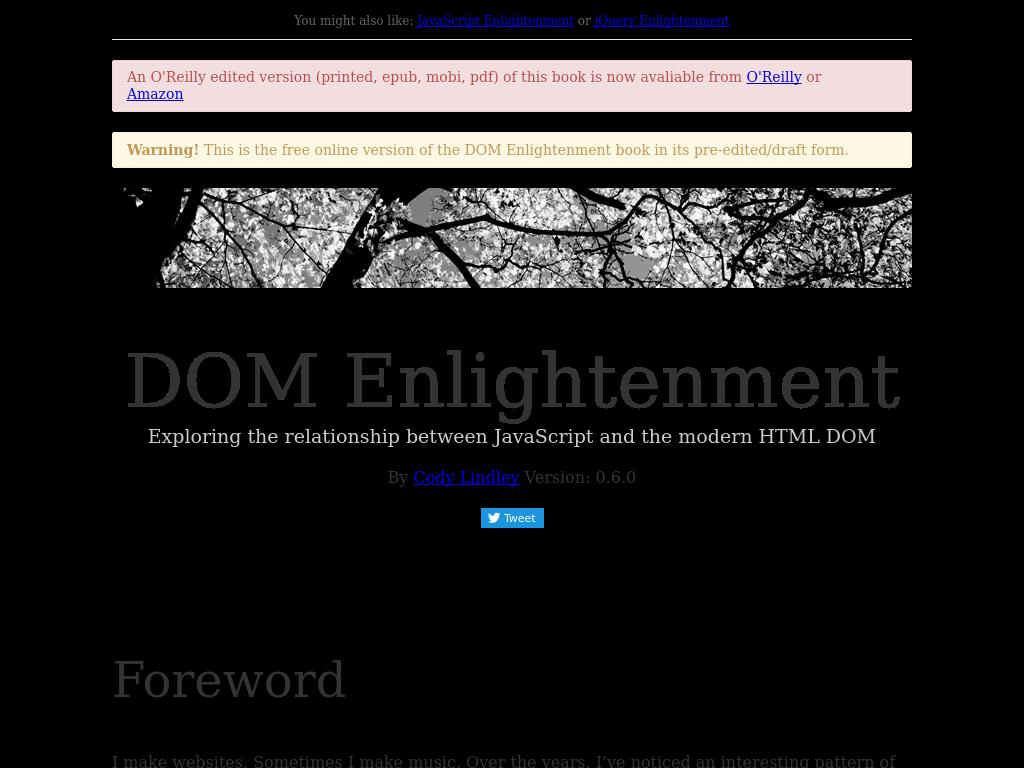 You might also like: JavaScript Enlightenment or jQuery Enlightenment
An O'Reilly edited version (printed, epub, mobi, pdf) of this book is now avaliable from O'Reilly or
Amazon
Warning! This is the free online version of the DOM Enlightenment book in its pre-edited/draft form.
DOM Enlightenment
Exploring the relationship between JavaScript and the modern HTML DOM
By Cody Lindley Version: 0.6.0
Tweet
Foreword
I make websites. Sometimes I make music. Over the years, I’ve noticed an interesting pattern of